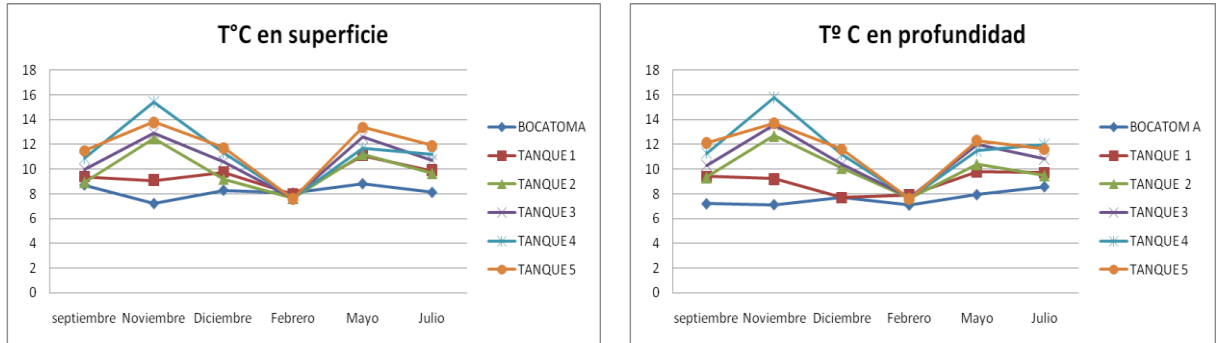 T°C en superficie
18
16
14
12
10
8
6
4
2
0
septiembre Noviembre Diciembre Febrero Mayo Julio
BOCATOMA
TANQUE 1
TANQUE 2
TANQUE 3
TANQUE 4
TANQUE 5
Tº C en profundidad
18
16
14
12
10
8
6
4
2
0
septiembre Noviembre Diciembre Febrero Mayo Julio
BOCATOM A
TANQUE 1
TANQUE 2
TANQUE 3
TANQUE 4
TANQUE 5